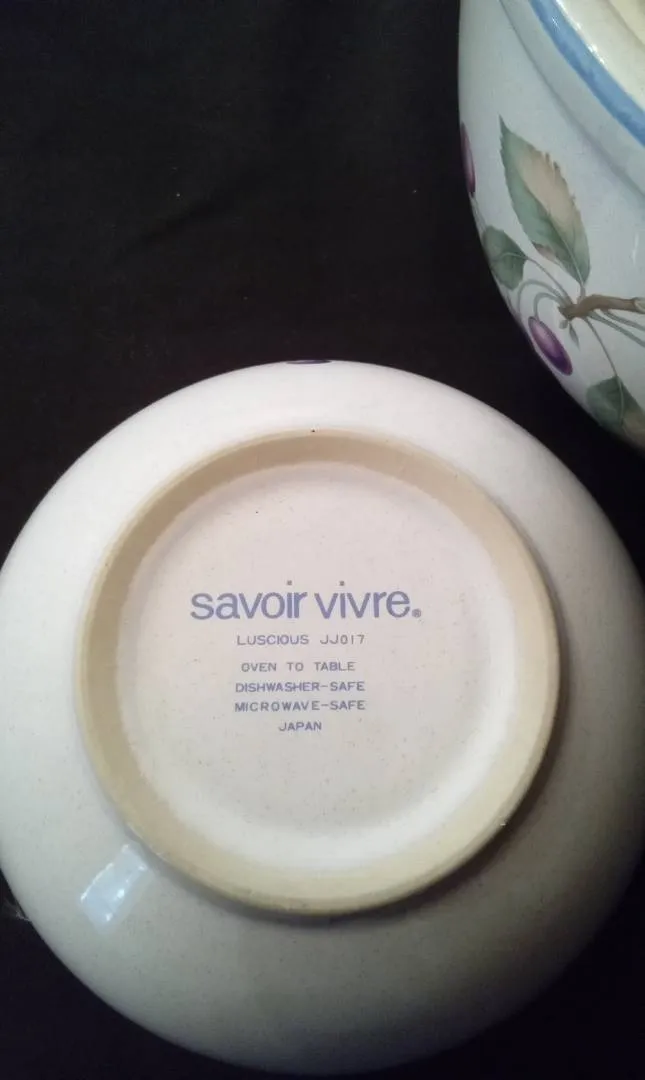 savoir vivre®
LUSCIOUS JJ017
OVEN TO TABLE
DISHWASHER-SAFE
MICROWAVE-SAFE
JAPAN